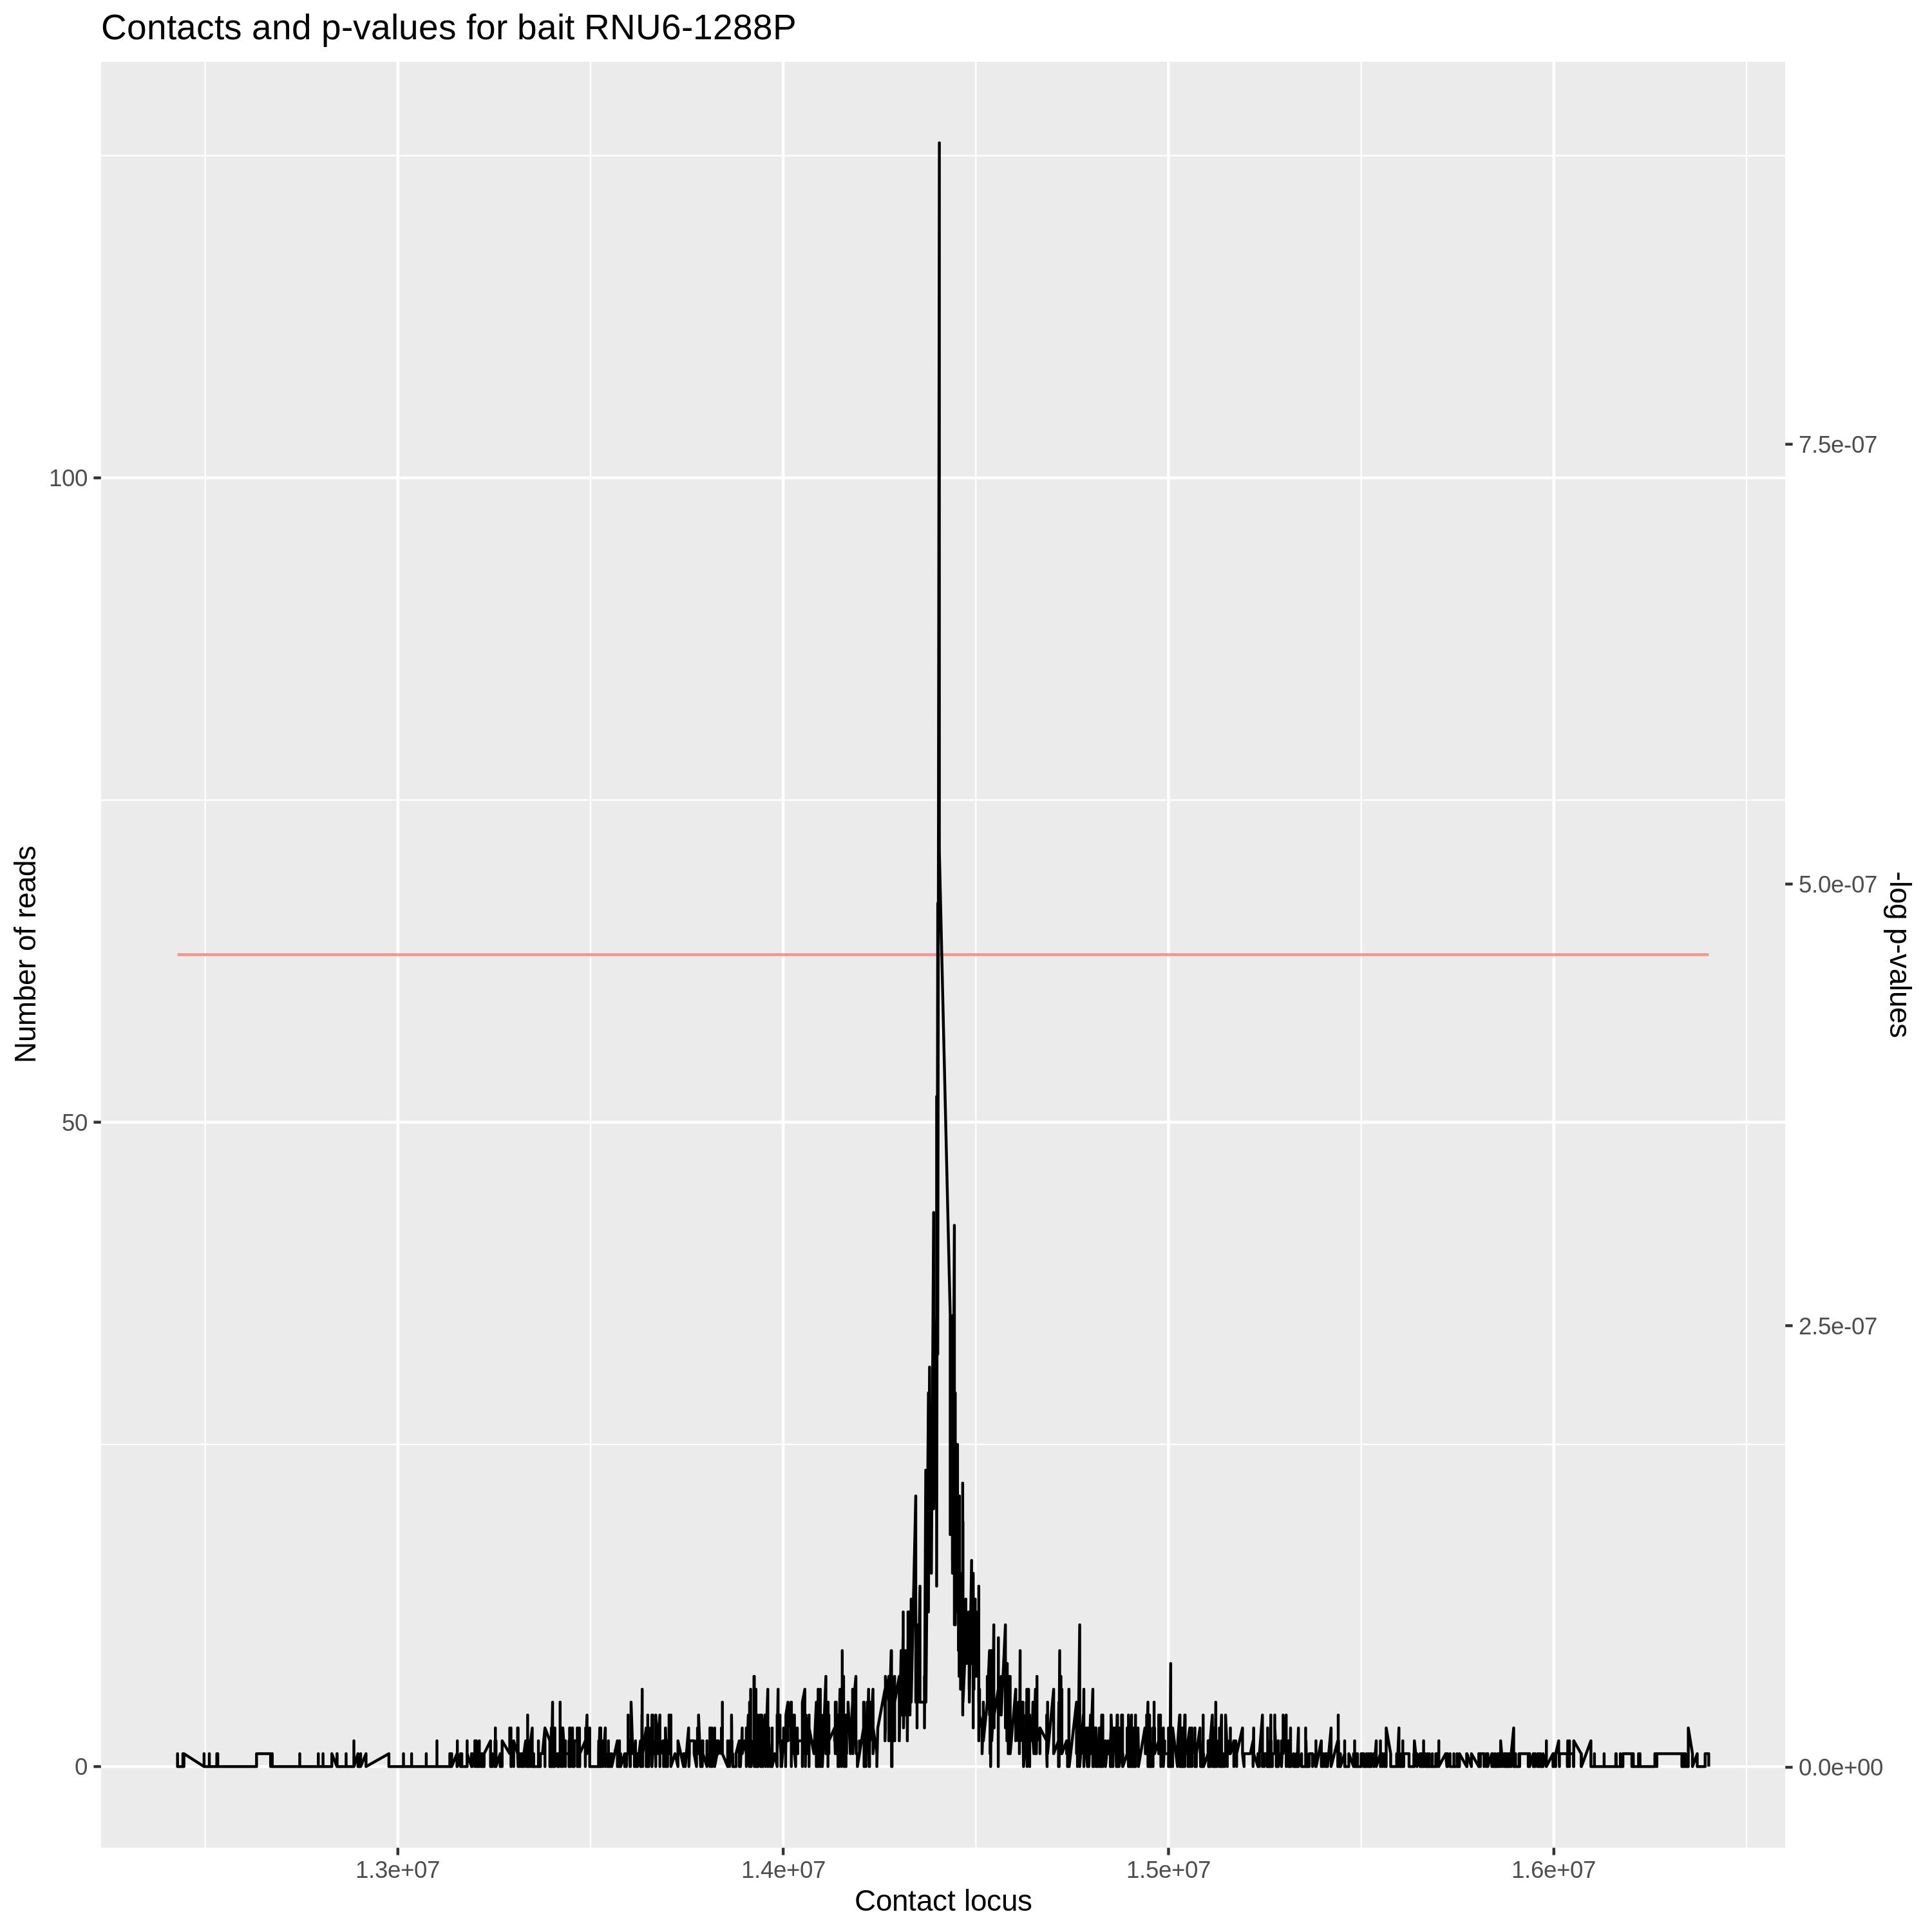 Contacts and p-values for bait RNU6-1288P
100
50
0
Number of reads
7.5e-07
5.0e-07
2.5e-07
0.0e+00
-log p-values
1.3e+07
1.4e+07
1.5e+07
1.6e+07
Contact locus